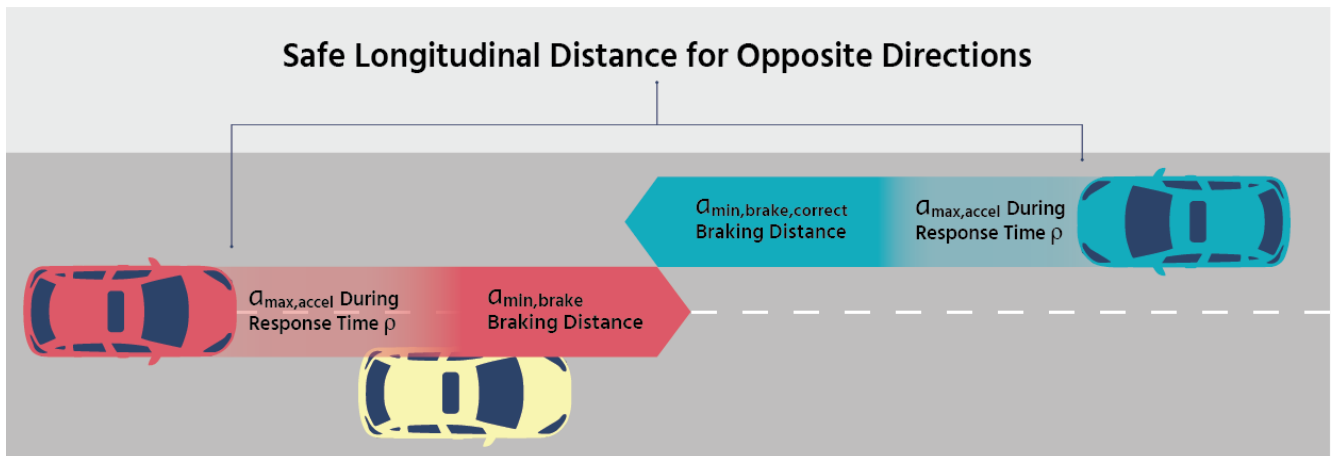 Safe Longitudinal Distance for Opposite Directions
amin,brake,correct
Braking Distance
amax,accel During
Response Time ρ
amax,accel During
Response Time ρ
amin,brake
Braking Distance